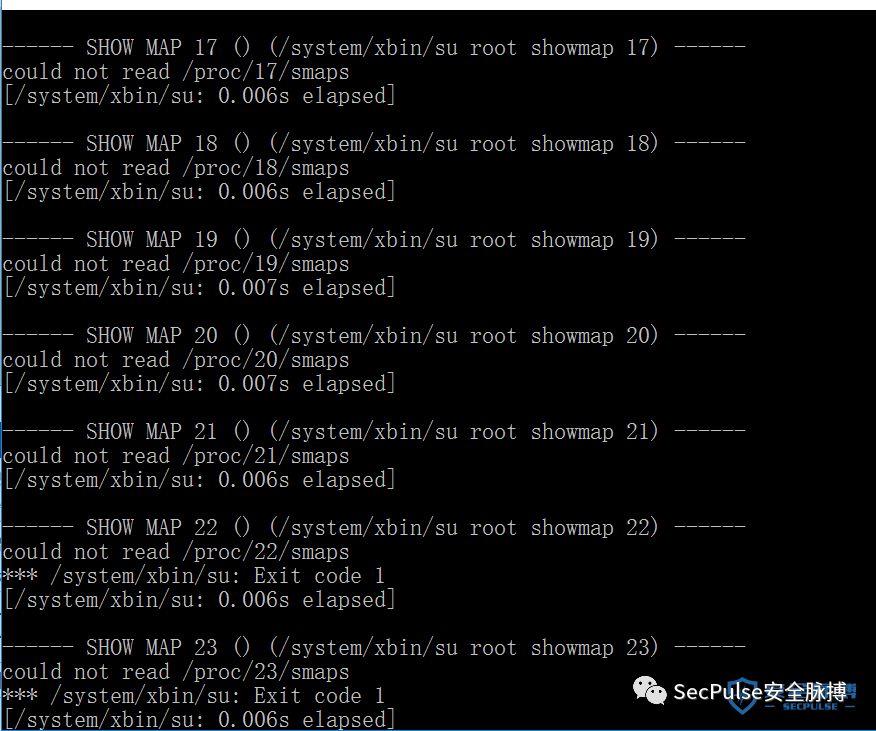 ------ SHOW MAP 17 () (/system/xbin/su root showmap 17) ------
could not read /proc/17/smaps
[/system/xbin/su: 0.006s elapsed]
------ SHOW MAP 18 () (/system/xbin/su root showmap 18) ------
could not read /proc/18/smaps
[/system/xbin/su: 0.006s elapsed]
------ SHOW MAP 19 () (/system/xbin/su root showmap 19) ------
could not read /proc/19/smaps
[/system/xbin/su: 0.007s elapsed]
------ SHOW MAP 20 () (/system/xbin/su root showmap 20) ------
could not read /proc/20/smaps
[/system/xbin/su: 0.007s elapsed]
------ SHOW MAP 21 () (/system/xbin/su root showmap 21) ------
could not read /proc/21/smaps
[/system/xbin/su: 0.006s elapsed]
------ SHOW MAP 22 () (/system/xbin/su root showmap 22) ------
could not read /proc/22/smaps
*** /system/xbin/su: Exit code 1
[/system/xbin/su: 0.006s elapsed]
------ SHOW MAP 23 () (/system/xbin/su root showmap 23) ------
could not read /proc/23/smaps
*** /system/xbin/su: Exit code 1
[/system/xbin/su: 0.006s elapsed]
SecPulse安全脉搏
SECPULSE